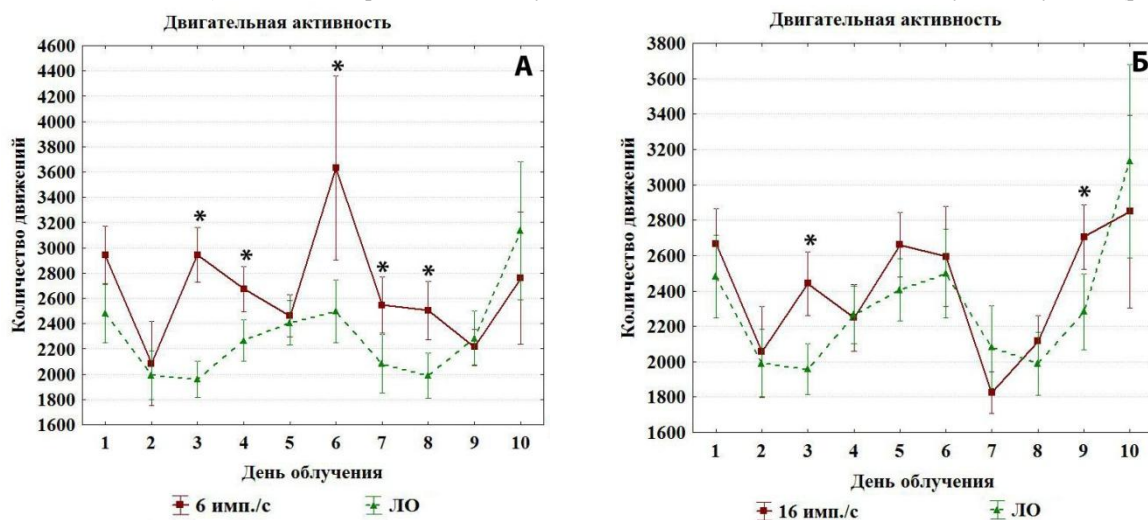 Двигательная активность
А
4600
4400
4200
4000
3800
3600
3400
3200
3000
2800
2600
2400
2200
2000
1800
1600
Количество движений
* * * * * *
1 2 3 4 5 6 7 8 9 10
День облучения
6 имп./с ЛО
Двигательная активность
Б
3800
3600
3400
3200
3000
2800
2600
2400
2200
2000
1800
1600
Количество движений
* *
1 2 3 4 5 6 7 8 9 10
День облучения
16 имп./с ЛО